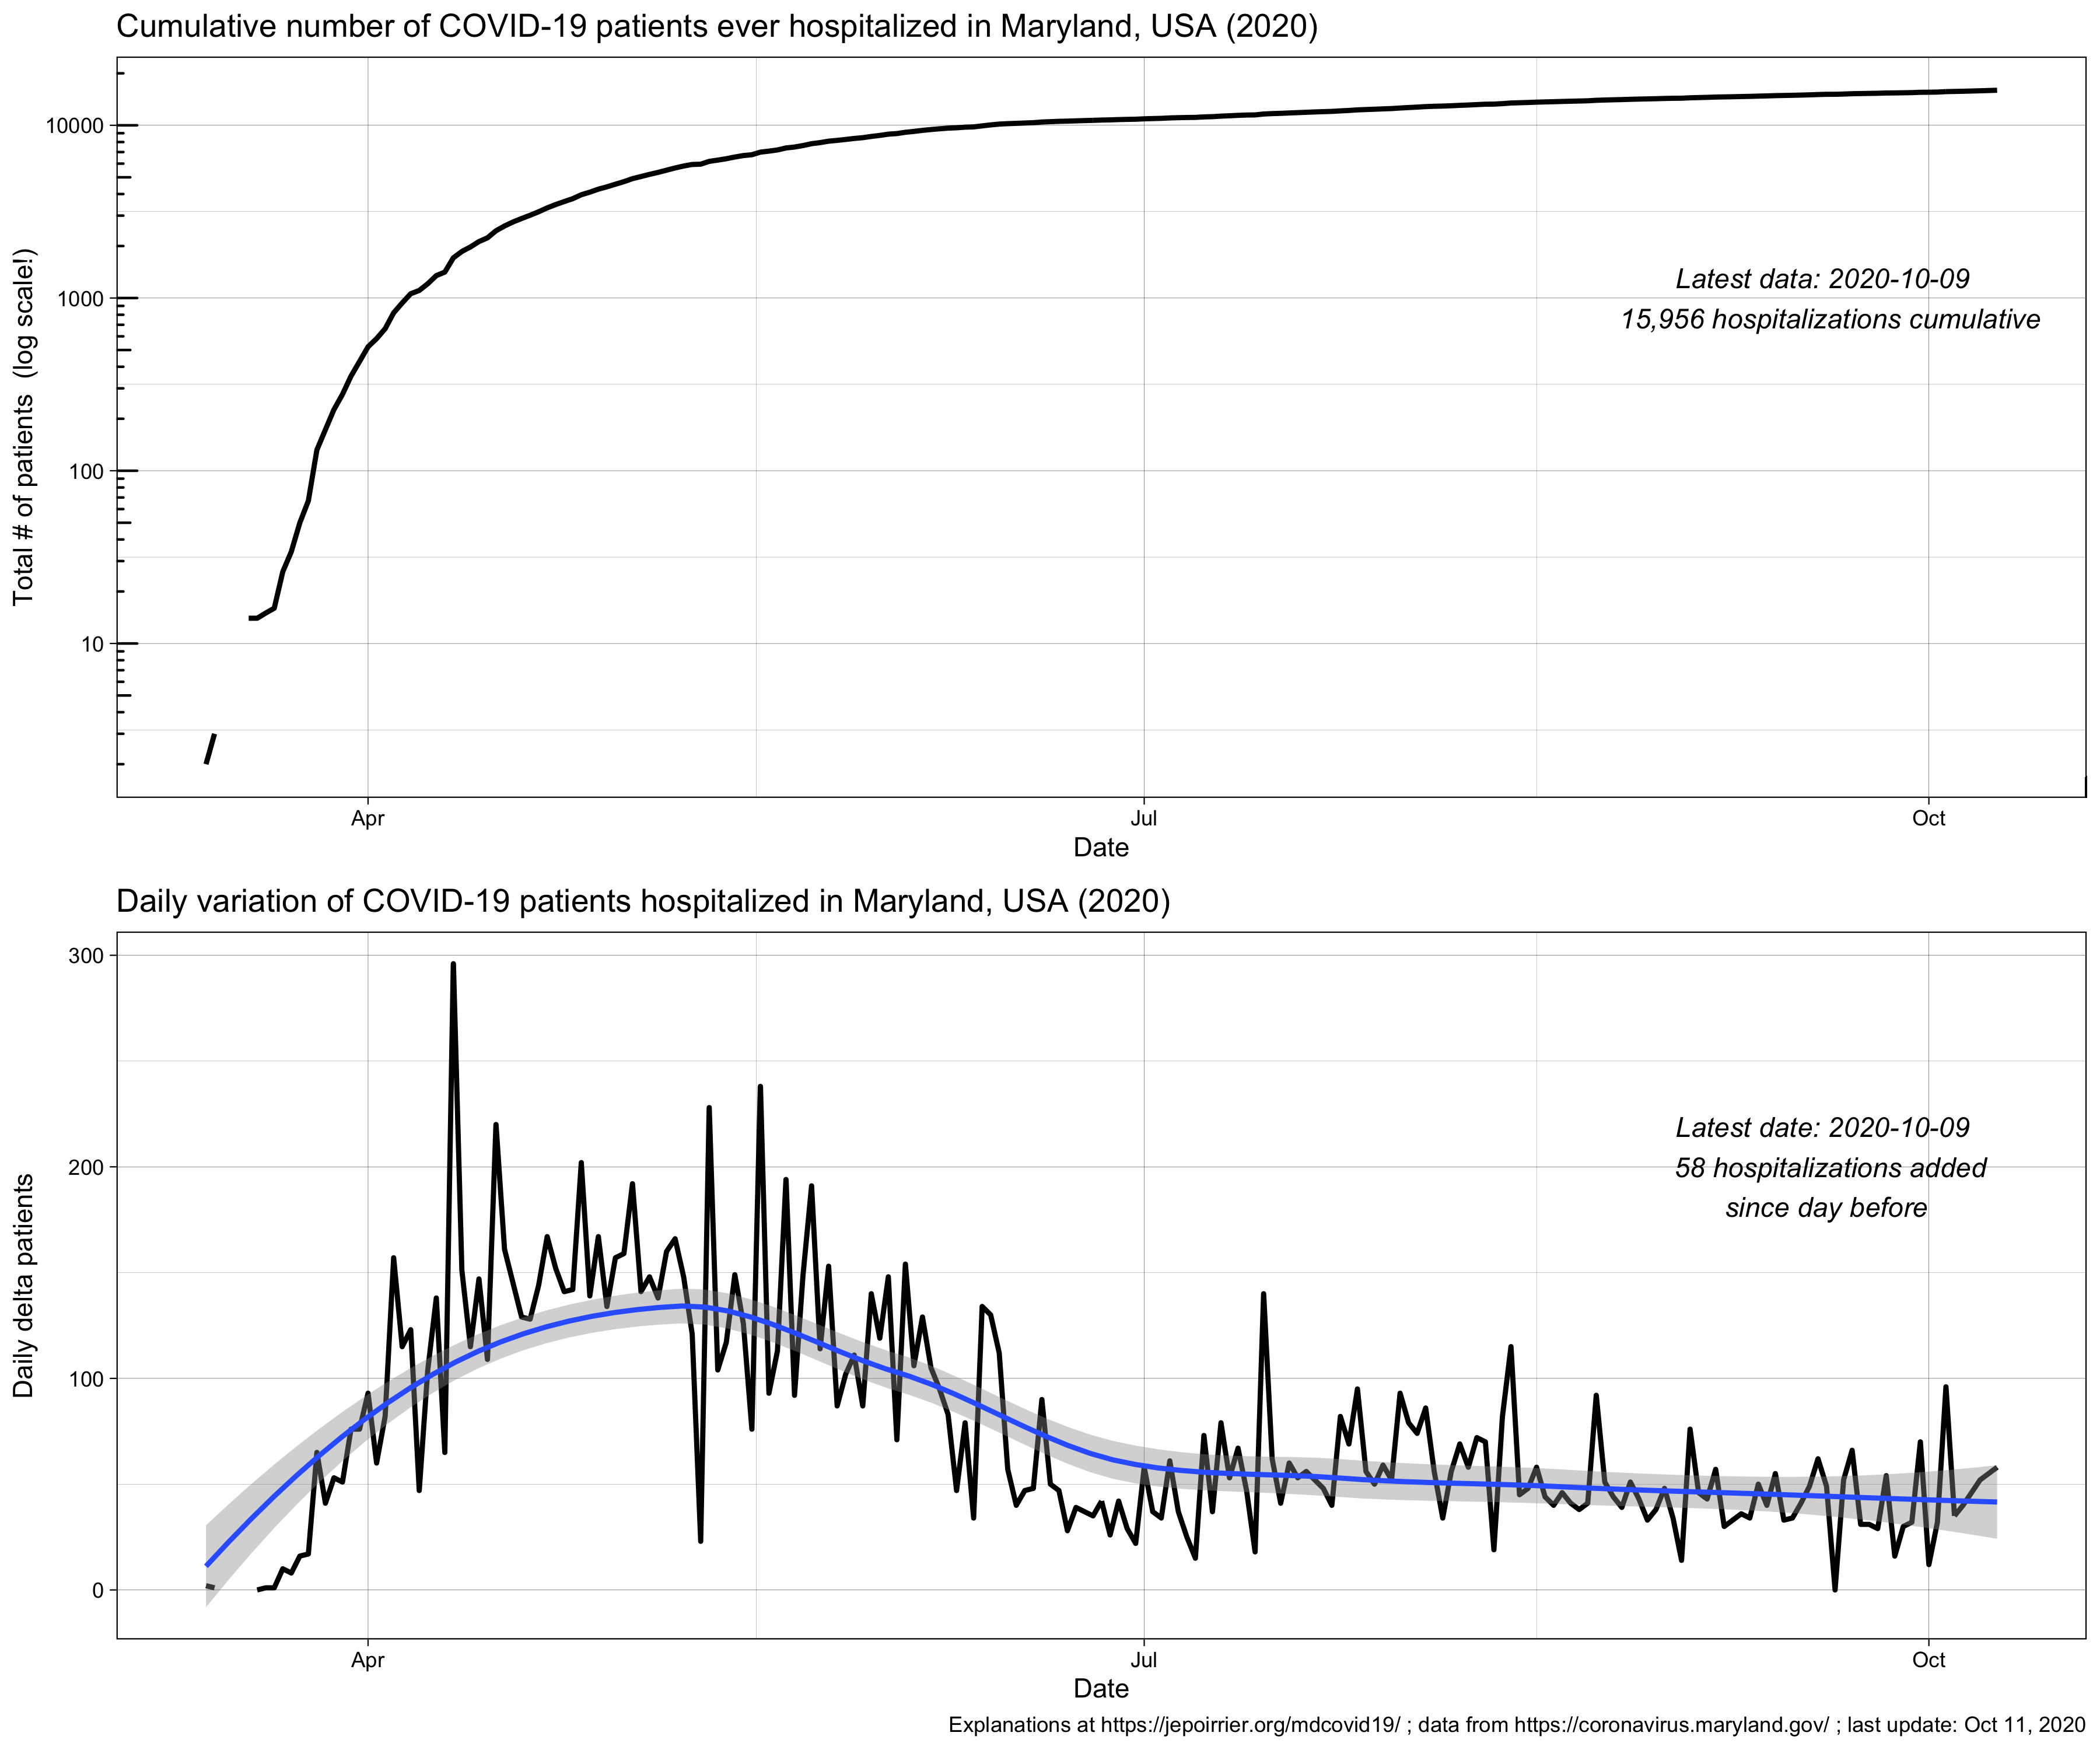 Cumulative number of COVID-19 patients ever hospitalized in Maryland, USA (2020)
Total # of patients (log scale!)
10000
1000
100
10
Latest data: 2020-10-09
15,956 hospitalizations cumulative
Apr
Jul
Oct
Date
Daily variation of COVID-19 patients hospitalized in Maryland, USA (2020)
Daily delta patients
300
200
100
0
Latest date: 2020-10-09
58 hospitalizations added
since day before
Apr
Jul
Oct
Date
Explanations at https://jepoirrier.org/mdcovid19/ ; data from https://coronavirus.maryland.gov/ ; last update: Oct 11, 2020